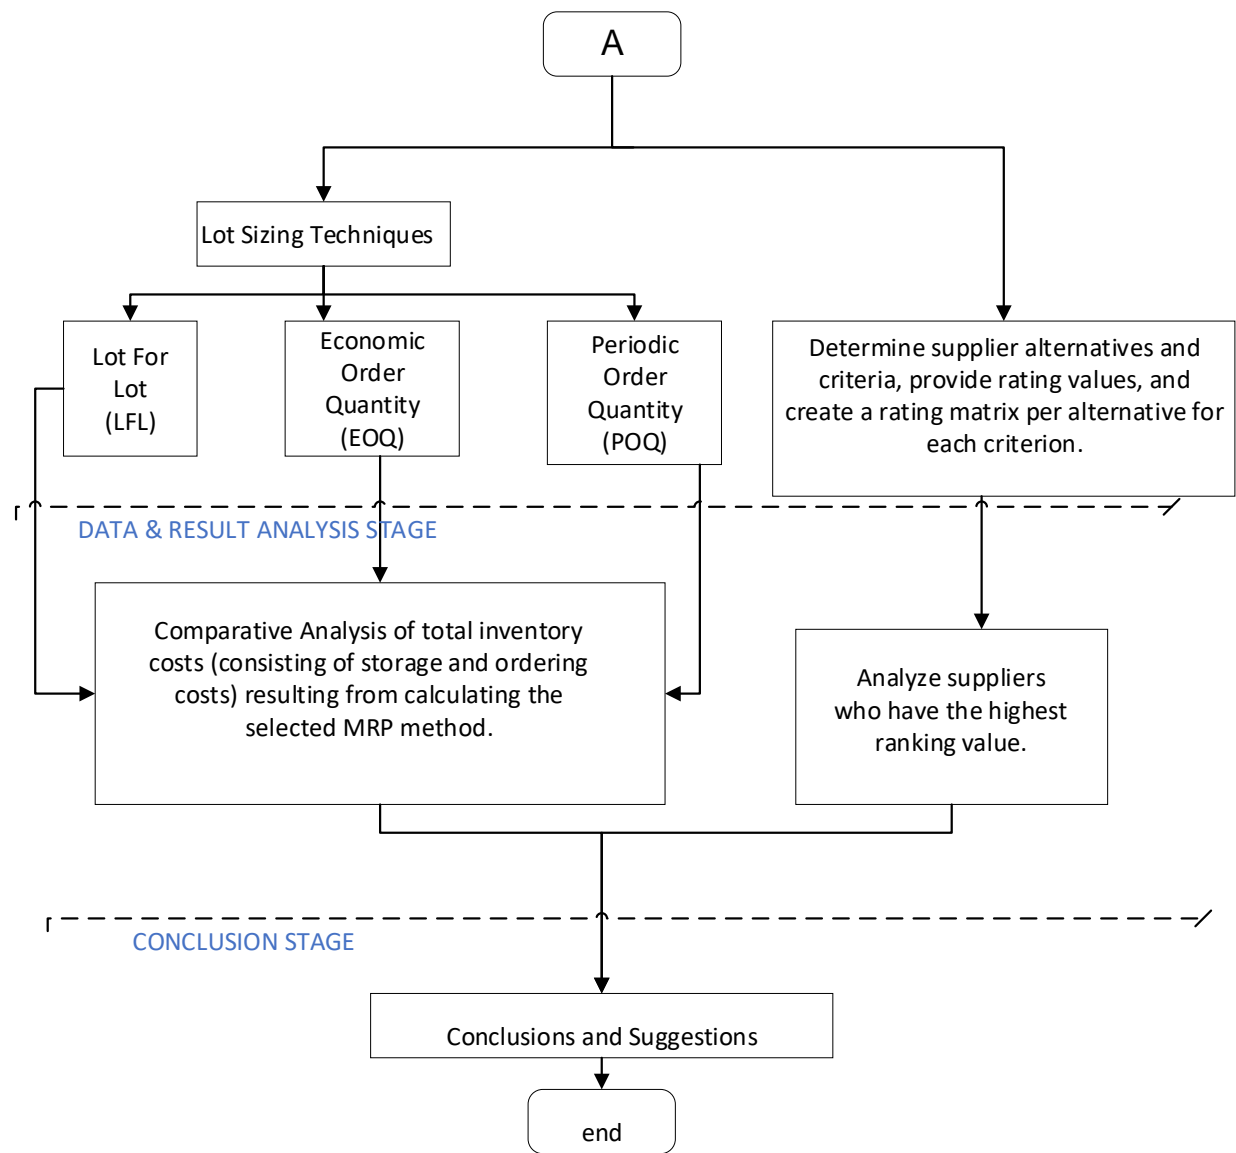 A
Lot Sizing Techniques
Lot For
Lot
(LFL)
Economic
Order
Quantity
(EOQ)
Periodic
Order
Quantity
(POQ)
Determine supplier alternatives and
criteria, provide rating values, and
create a rating matrix per alternative for
each criterion.
DATA & RESULT ANALYSIS STAGE
Comparative Analysis of total inventory
costs (consisting of storage and ordering
costs) resulting from calculating the
selected MRP method.
Analyze suppliers
who have the highest
ranking value.
CONCLUSION STAGE
Conclusions and Suggestions
end